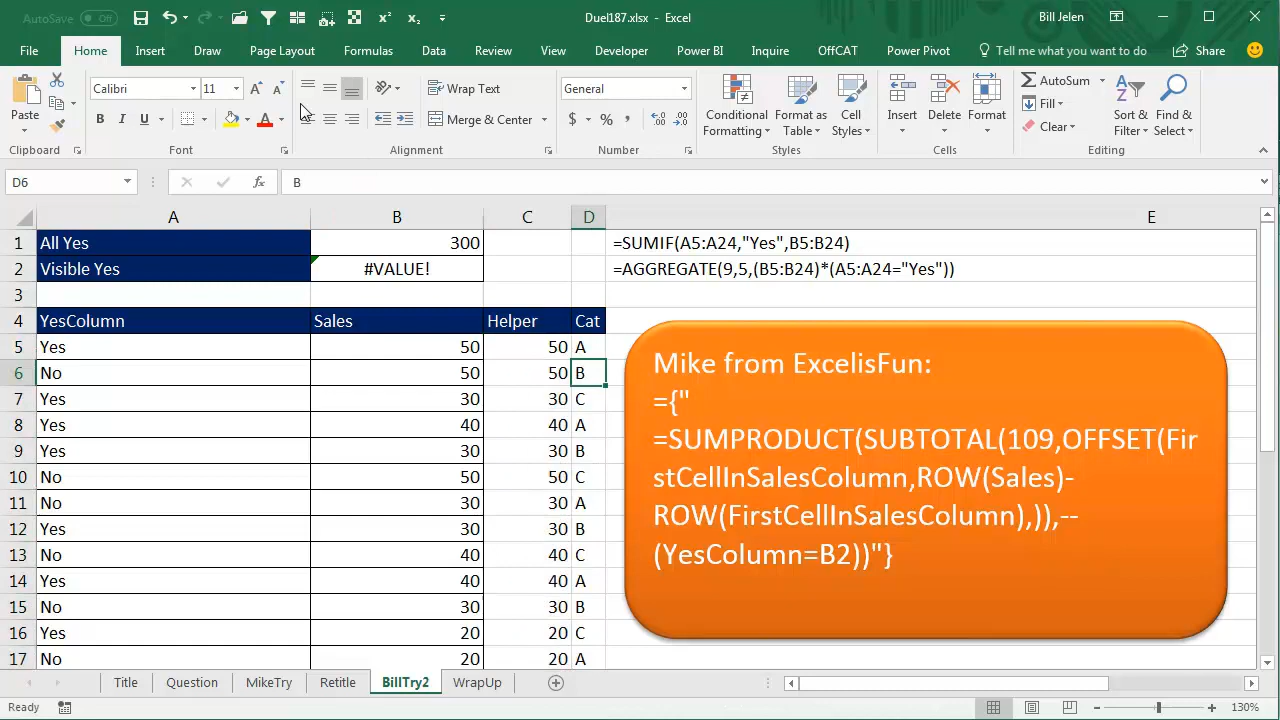 AutoSave Off
Duel187.xlsx - Excel
Bill Jelen
File Home Insert Draw Page Layout Formulas Data Review View Developer Power BI Inquire OffCAT Power Pivot Tell me what you want to do Share
Paste
Calibri 11
Wrap Text
General
Conditional Formatting
Format as Table
Cell Styles
Insert Delete Format
AutoSum
Fill
Clear
Sort & Filter
Find & Select
B I U
Merge & Center
$ % ,
Clipboard Font Alignment Number Styles Cells Editing
D6 fx B
A B C D E
1 All Yes 300 =SUMIF(A5:A24,"Yes",B5:B24)
2 Visible Yes #VALUE! =AGGREGATE(9,5,(B5:B24)*(A5:A24="Yes"))
3
4 YesColumn Sales Helper Cat
5 Yes 50 50 A
6 No 50 50 B
7 Yes 30 30 C
8 Yes 40 40 A
9 Yes 30 30 B
10 No 50 50 C
11 No 30 30 A
12 Yes 30 30 B
13 No 40 40 C
14 Yes 40 40 A
15 No 30 30 B
16 Yes 20 20 C
17 No 20 20 A
Mike from ExcelisFun:
={"
=SUMPRODUCT(SUBTOTAL(109,OFFSET(Fir
stCellInSalesColumn,ROW(Sales)-
ROW(FirstCellInSalesColumn),)),--
(YesColumn=B2))"}
Title Question MikeTry Retitle BillTry2 WrapUp
Ready
130%